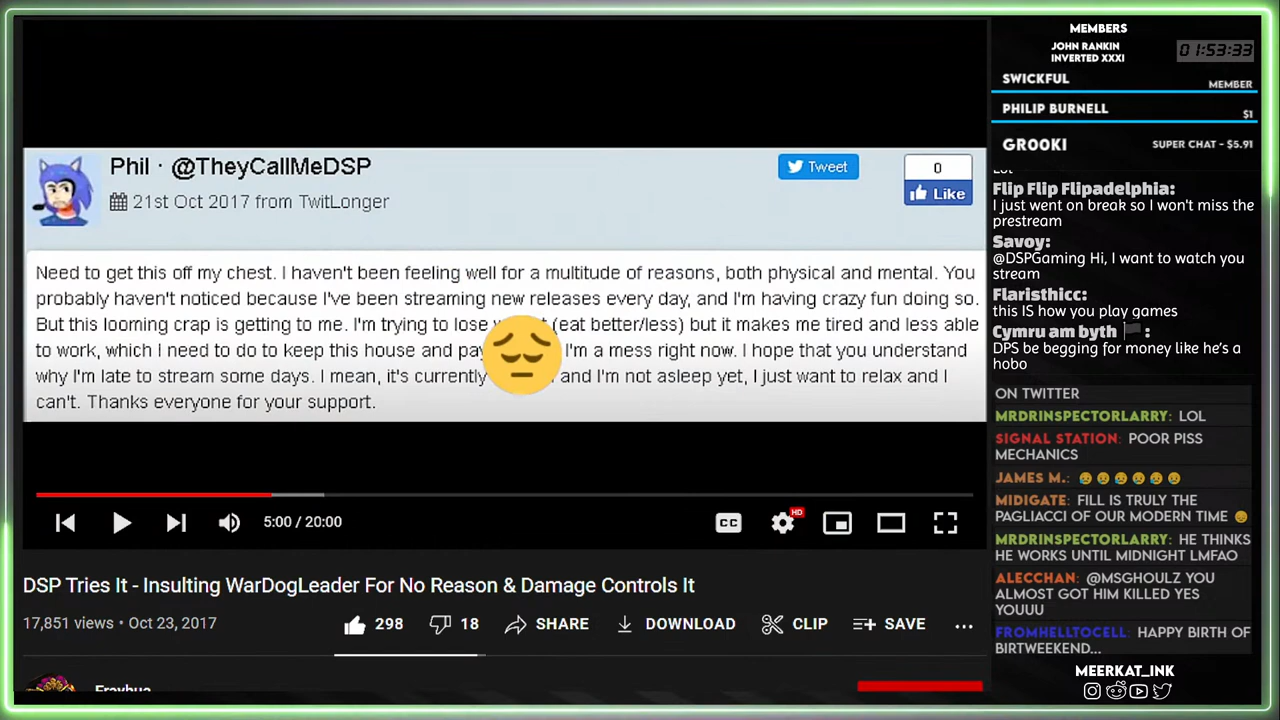 Phil · @TheyCallMeDSP
21st Oct 2017 from TwitLonger
Tweet
0
Like
Need to get this off my chest. I haven't been feeling well for a multitude of reasons, both physical and mental. You
probably haven't noticed because I've been streaming new releases every day, and I'm having crazy fun doing so.
But this looming crap is getting to me. I'm trying to lose (eat better/less) but it makes me tired and less able
to work, which I need to do to keep this house and I'm a mess right now. I hope that you understand
why I'm late to stream some days. I mean, it's currently and I'm not asleep yet, I just want to relax and I
can't. Thanks everyone for your support.
5:00 / 20:00
CC
HD
DSP Tries It - Insulting WarDogLeader For No Reason & Damage Controls It
17,851 views • Oct 23, 2017
298
18
SHARE
DOWNLOAD
CLIP
SAVE
MEMBERS
JOHN RANKIN
INVERTED XXXI
01:53:33
SWICKFUL
MEMBER
PHILIP BURNELL
$1
GROOKI
SUPER CHAT - $5.91
Flip Flip Flipadelphia:
I just went on break so I won't miss the
prestream
Savoy:
@DSPGaming Hi, I want to watch you
stream
Flaristhicc:
this IS how you play games
Cymru am byth 🏴 :
DPS be begging for money like he's a
hobo
ON TWITTER
MRDRINSPECTORLARRY: LOL
SIGNAL STATION: POOR PISS
MECHANICS
JAMES M.: 😥😥😥😥😥😥
MIDIGATE: FILL IS TRULY THE
PAGLIACCI OF OUR MODERN TIME 😔
MRDRINSPECTORLARRY: HE THINKS
HE WORKS UNTIL MIDNIGHT LMFAO
ALECCHAN: @MSGHOULZ YOU
ALMOST GOT HIM KILLED YES
YOUUU
FROMHELLTOCELL: HAPPY BIRTH OF
BIRTWEEKEND...
MEERKAT_INK